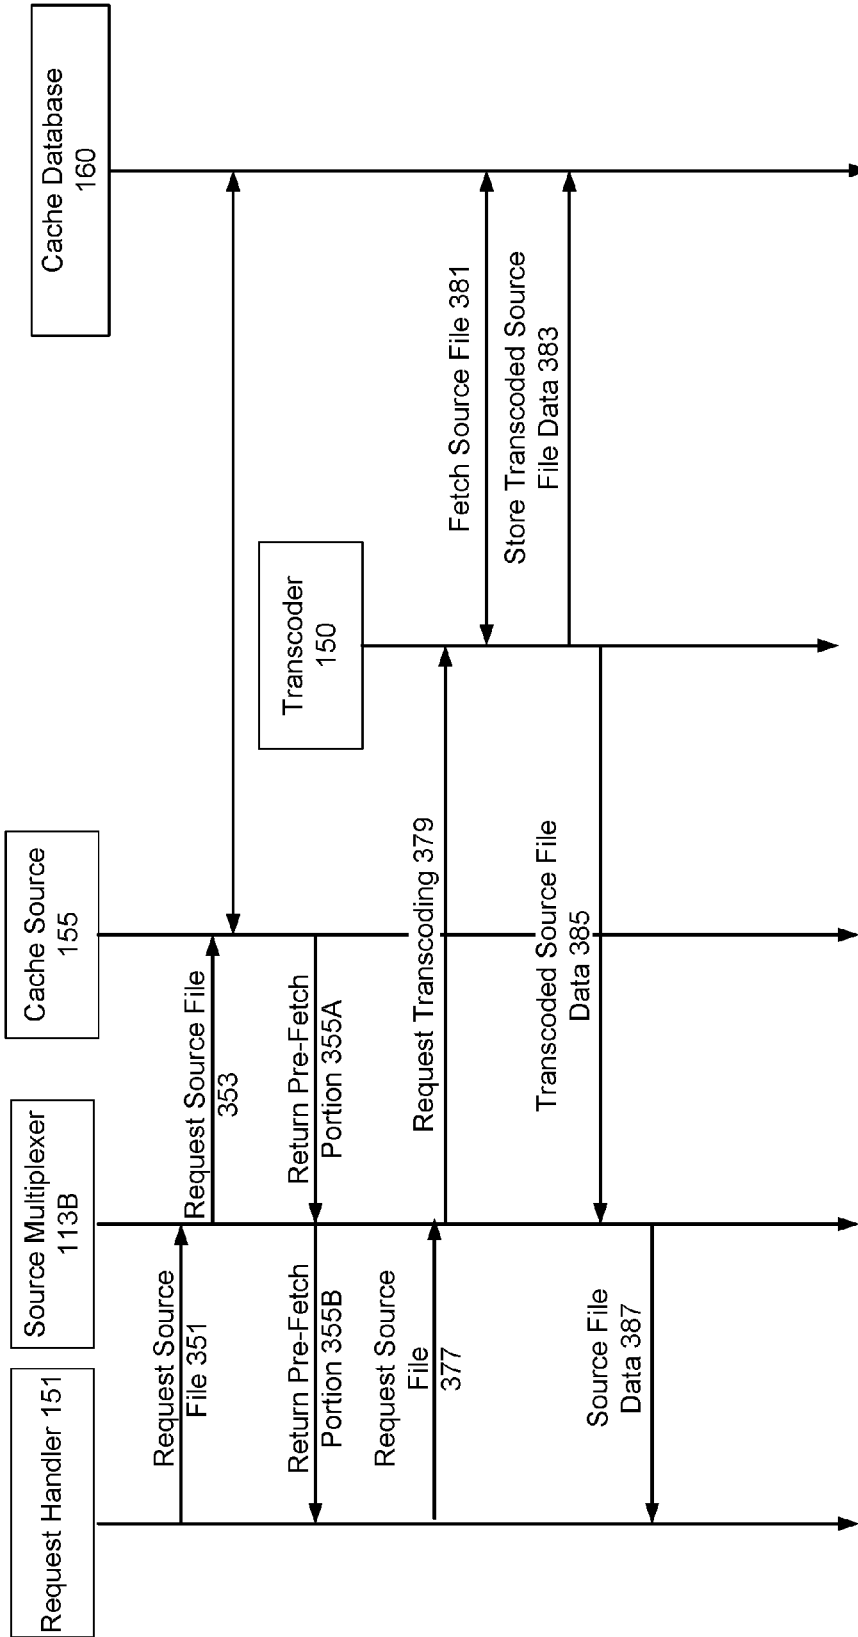 Request Handler 151
Source Multiplexer
113B
Cache Source
155
Transcoder
150
Cache Database
160
Request Source
File 351
Request Source File
353
Return Pre-Fetch
Portion 355A
Return Pre-Fetch
Portion 355B
Request Source
File
377
Request Transcoding 379
Fetch Source File 381
Store Transcoded Source
File Data 383
Transcoded Source File
Data 385
Source File
Data 387